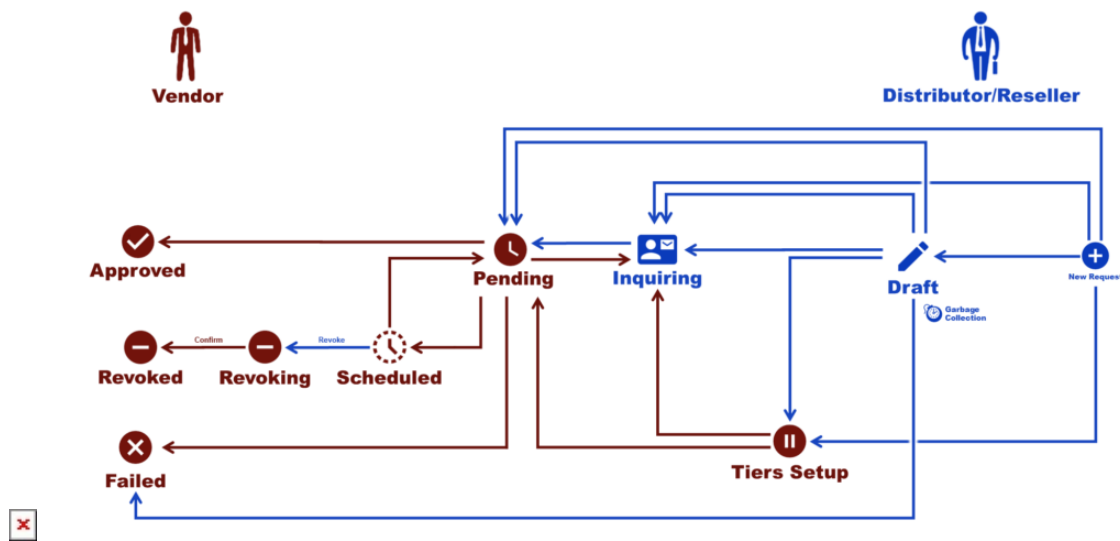 Vendor
Distributor/Reseller
Approved
Pending
Inquiring
Draft
New Request
Garbage
Collection
Confirm
Revoke
Revoked
Revoking
Scheduled
Failed
Tiers Setup